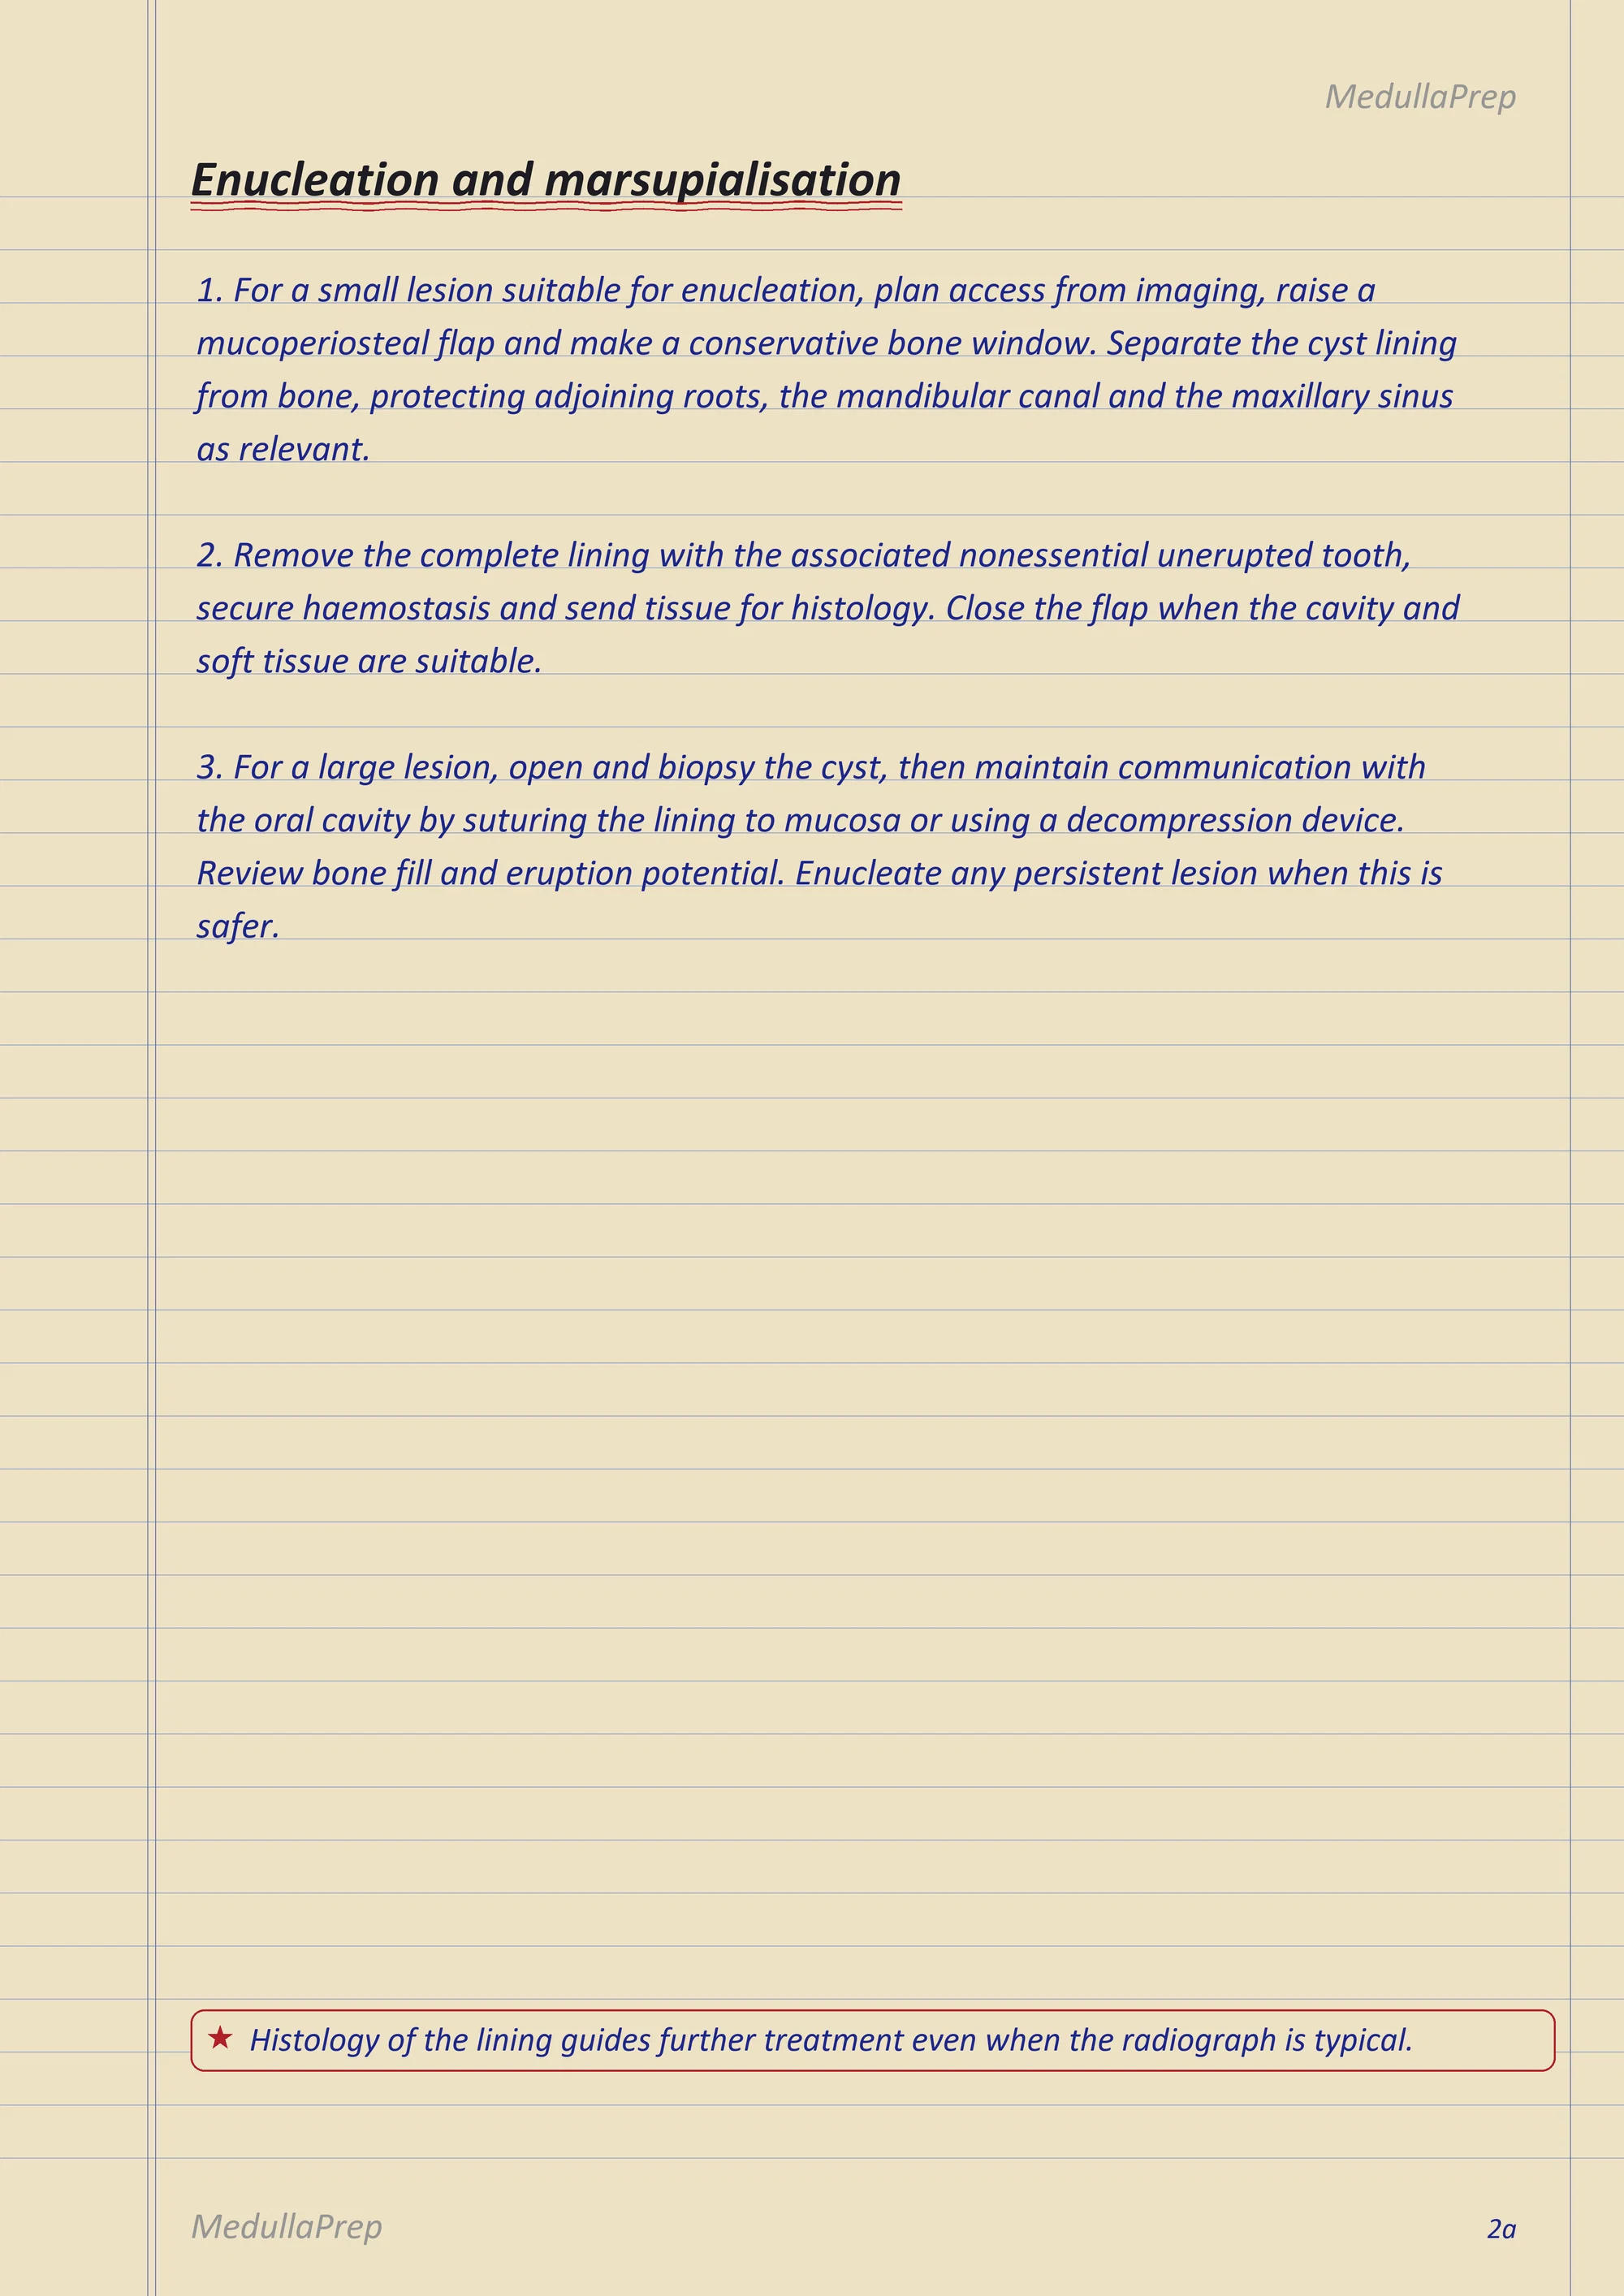 MedullaPrep
Enucleation and marsupialisation
1. For a small lesion suitable for enucleation, plan access from imaging, raise a
mucoperiosteal flap and make a conservative bone window. Separate the cyst lining
from bone, protecting adjoining roots, the mandibular canal and the maxillary sinus
as relevant.
2. Remove the complete lining with the associated nonessential unerupted tooth,
secure haemostasis and send tissue for histology. Close the flap when the cavity and
soft tissue are suitable.
3. For a large lesion, open and biopsy the cyst, then maintain communication with
the oral cavity by suturing the lining to mucosa or using a decompression device.
Review bone fill and eruption potential. Enucleate any persistent lesion when this is
safer.
★ Histology of the lining guides further treatment even when the radiograph is typical.
MedullaPrep
2a